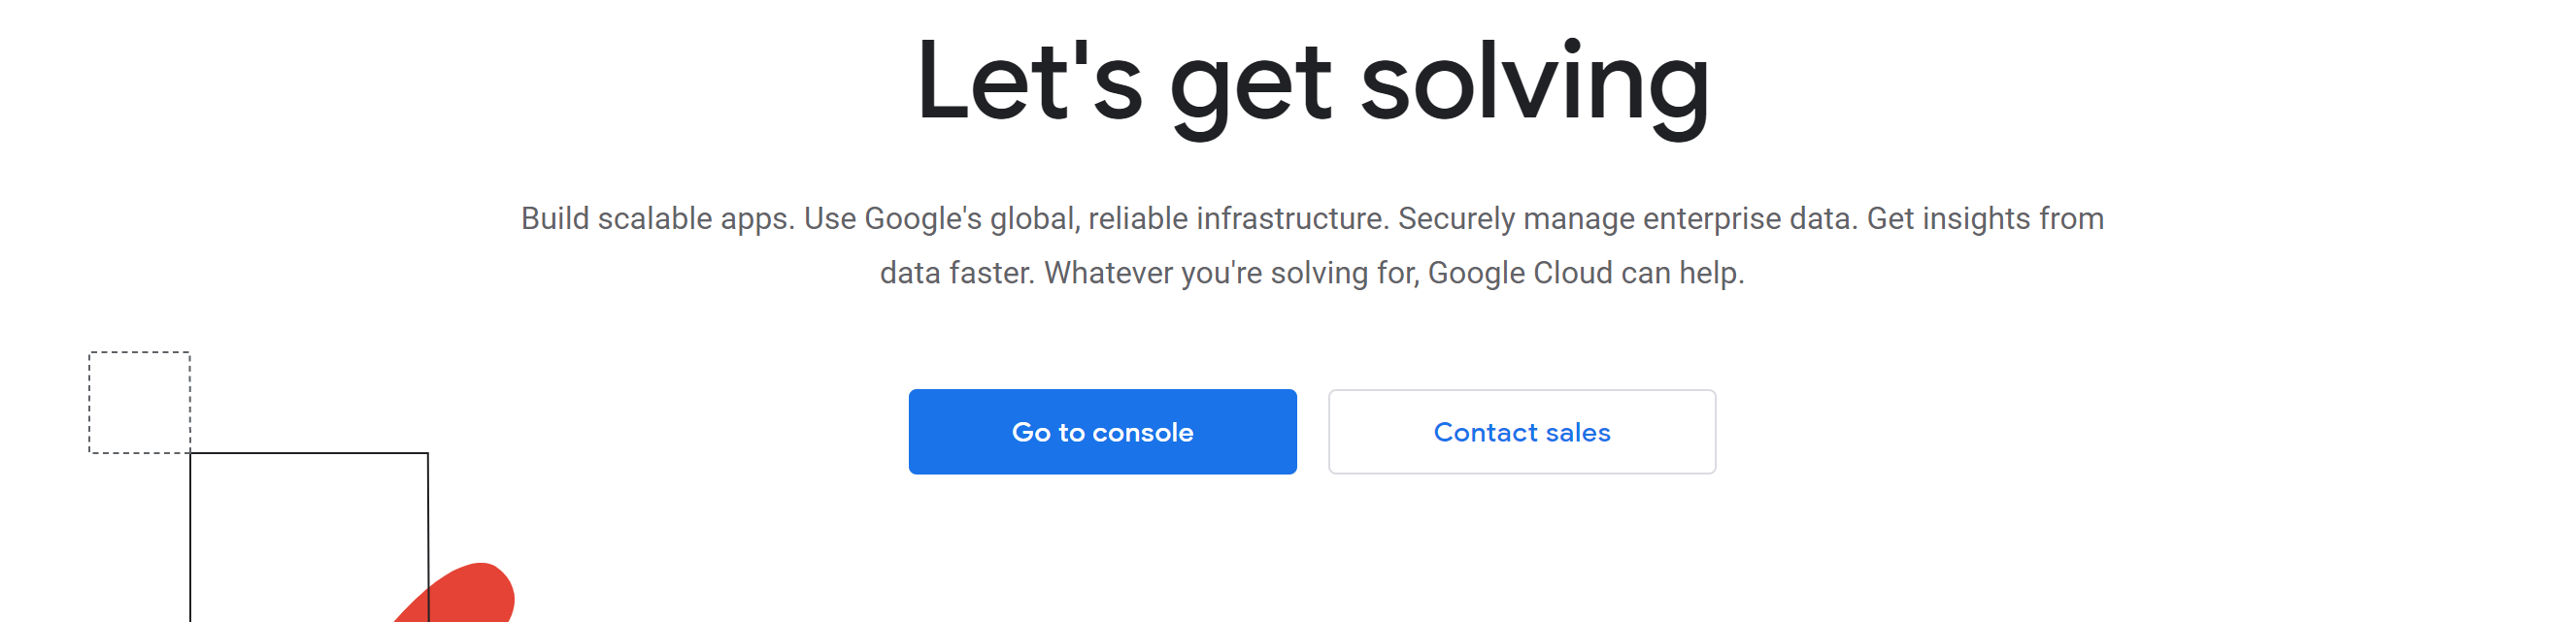 Let's get solving
Build scalable apps. Use Google's global, reliable infrastructure. Securely manage enterprise data. Get insights from
data faster. Whatever you're solving for, Google Cloud can help.
Go to console
Contact sales